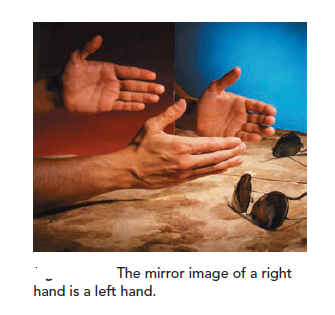 The mirror image of a right
hand is a left hand.